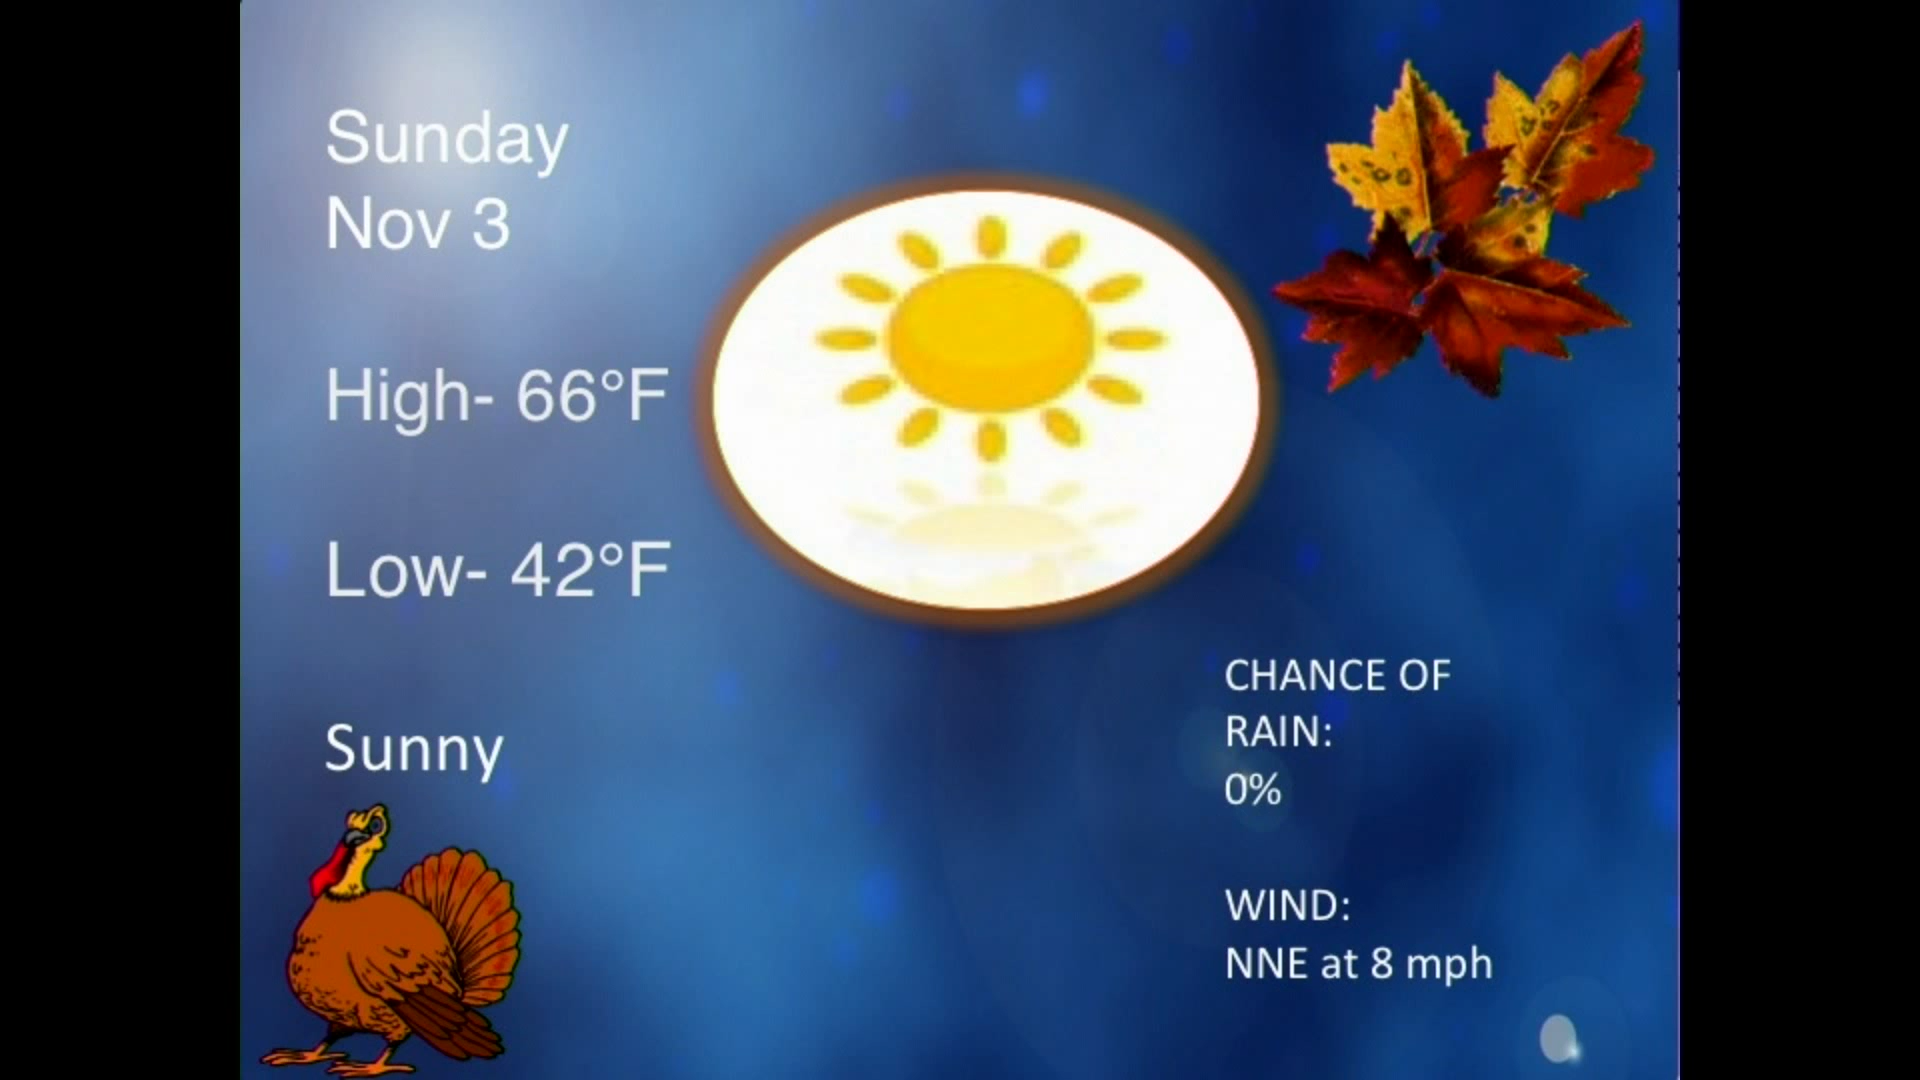 Sunday
Nov 3
High- 66°F
Low- 42°F
Sunny
CHANCE OF
RAIN:
0%
WIND:
NNE at 8 mph